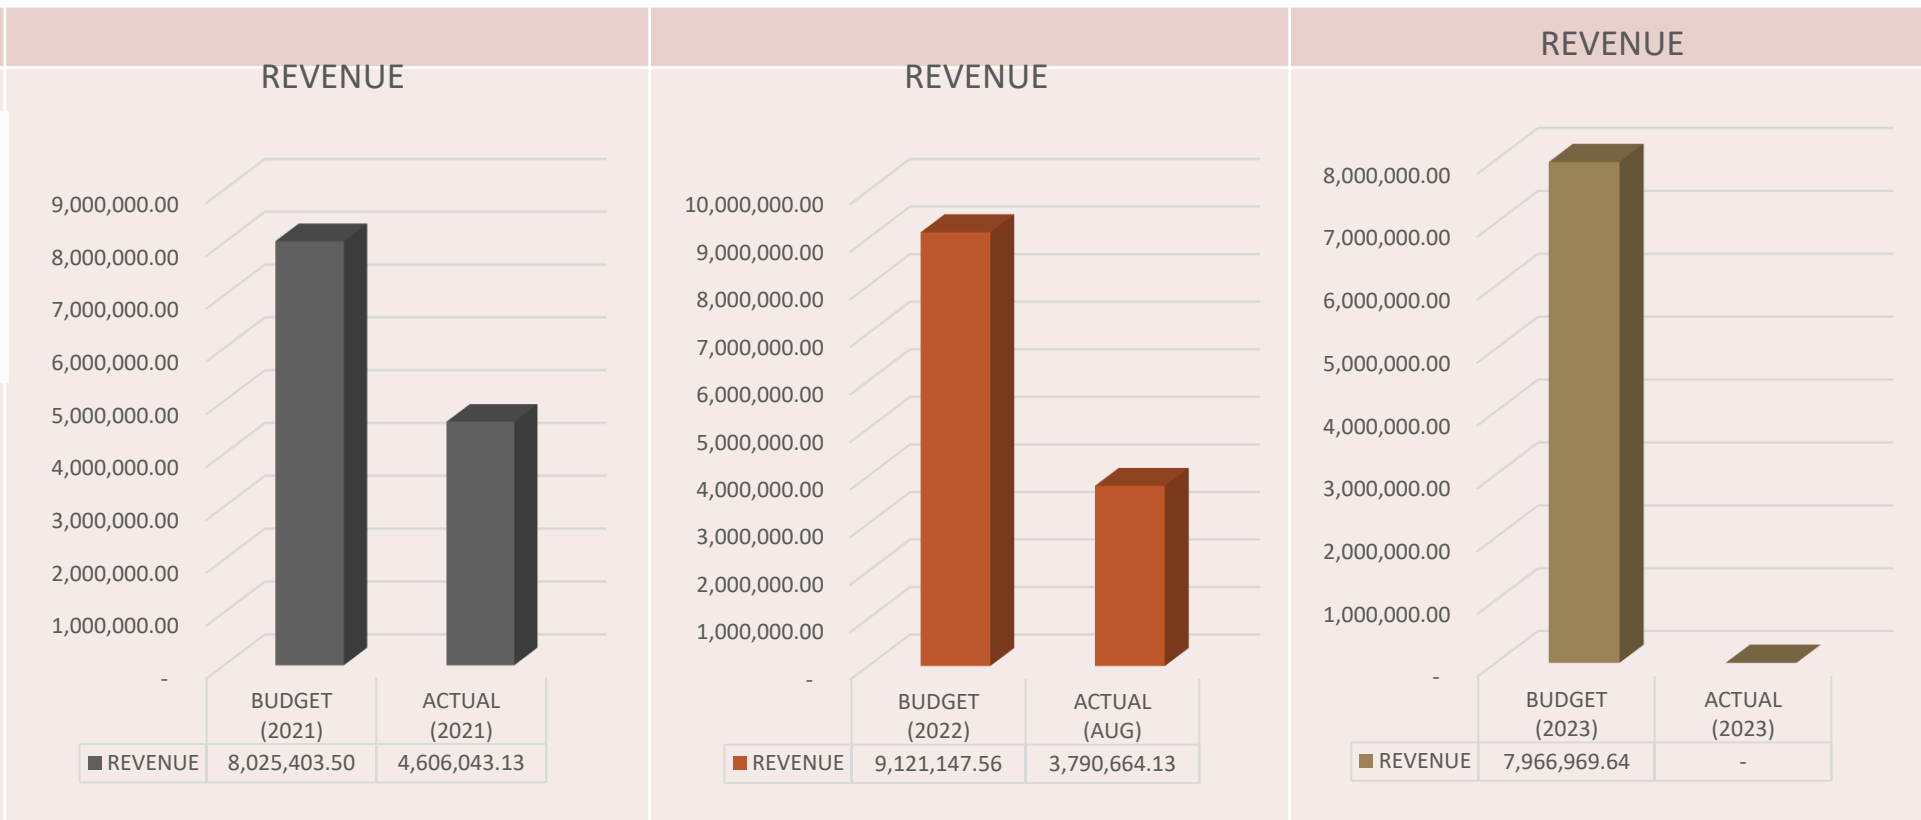 REVENUE
9,000,000.00
8,000,000.00
7,000,000.00
6,000,000.00
5,000,000.00
4,000,000.00
3,000,000.00
2,000,000.00
1,000,000.00
-
BUDGET
(2021)
ACTUAL
(2021)
REVENUE 8,025,403.50 4,606,043.13
REVENUE
10,000,000.00
9,000,000.00
8,000,000.00
7,000,000.00
6,000,000.00
5,000,000.00
4,000,000.00
3,000,000.00
2,000,000.00
1,000,000.00
-
BUDGET
(2022)
ACTUAL
(AUG)
REVENUE 9,121,147.56 3,790,664.13
REVENUE
8,000,000.00
7,000,000.00
6,000,000.00
5,000,000.00
4,000,000.00
3,000,000.00
2,000,000.00
1,000,000.00
-
BUDGET
(2023)
ACTUAL
(2023)
REVENUE 7,966,969.64 -